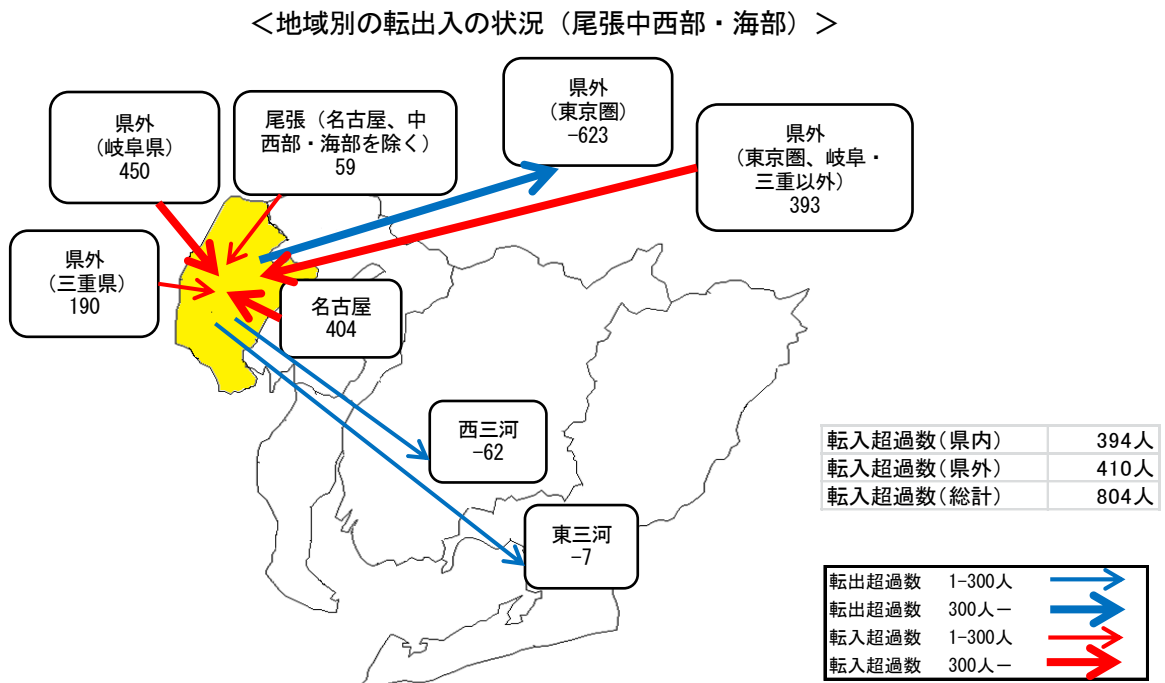 ＜地域別の転出入の状況（尾張中西部・海部）＞
県外
（岐阜県）
450
尾張（名古屋、中
西部・海部を除く）
59
県外
（東京圏）
-623
県外
（東京圏、岐阜・
三重以外）
393
県外
（三重県）
190
名古屋
404
西三河
-62
東三河
-7
転入超過数（県内） 394人
転入超過数（県外） 410人
転入超過数（総計） 804人
転出超過数 1-300人
転出超過数 300人－
転入超過数 1-300人
転入超過数 300人－